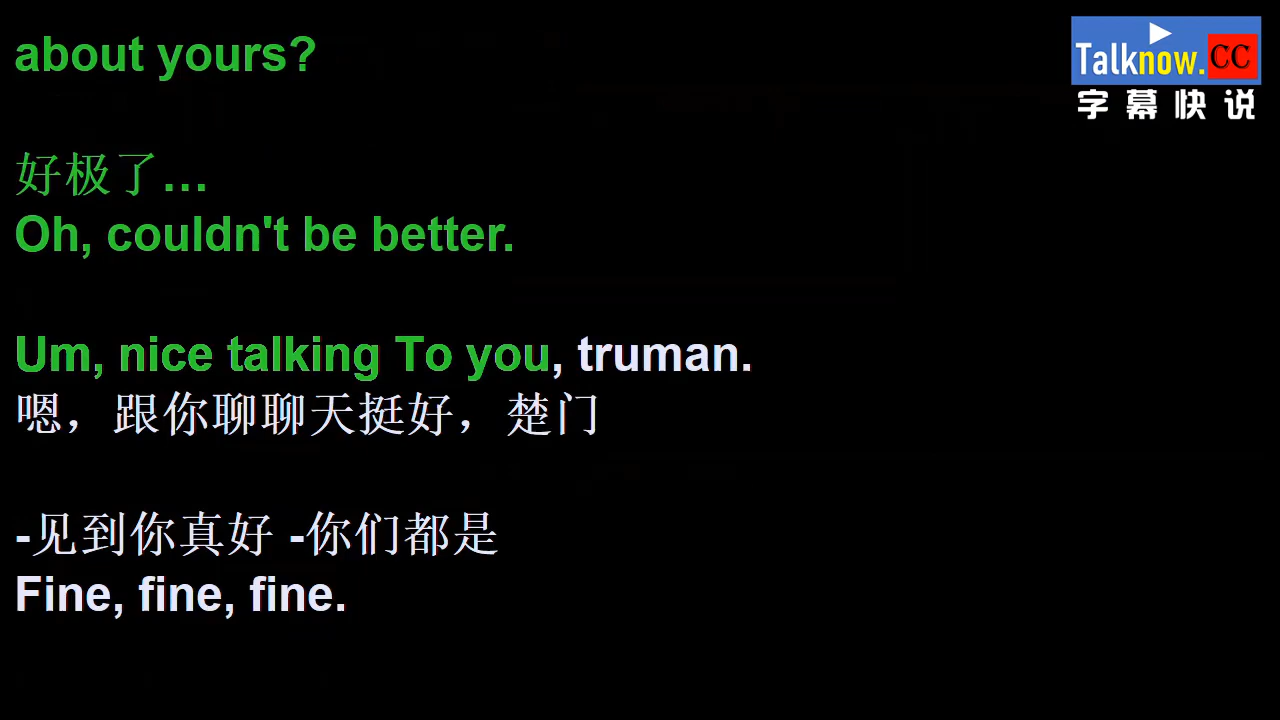 about yours?
Talknow.CC
字幕快说
好极了...
Oh, couldn't be better.
Um, nice talking To you, truman.
嗯，跟你聊聊天挺好，楚门
-见到你真好 -你们都是
Fine, fine, fine.